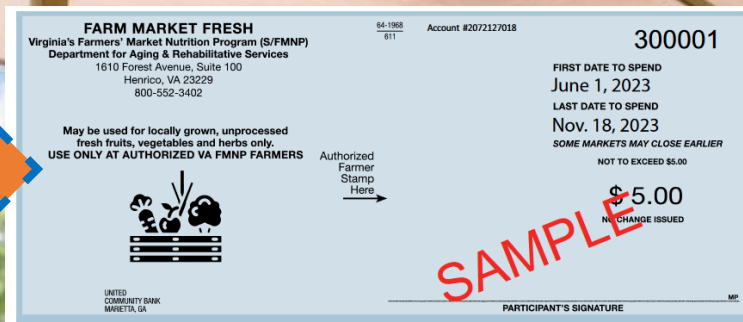 FARM MARKET FRESH
Virginia's Farmers' Market Nutrition Program (S/FMNP)
Department for Aging & Rehabilitative Services
1610 Forest Avenue, Suite 100
Henrico, VA 23229
800-552-3402
64-1968
611
Account #2072127018
300001
FIRST DATE TO SPEND
June 1, 2023
LAST DATE TO SPEND
Nov. 18, 2023
SOME MARKETS MAY CLOSE EARLIER
NOT TO EXCEED $5.00
$ 5.00
NO CHANGE ISSUED
May be used for locally grown, unprocessed
fresh fruits, vegetables and herbs only.
USE ONLY AT AUTHORIZED VA FMNP FARMERS
Authorized
Farmer
Stamp
Here
SAMPLE
UNITED
COMMUNITY BANK
MARIETTA, GA
MP
PARTICIPANT'S SIGNATURE